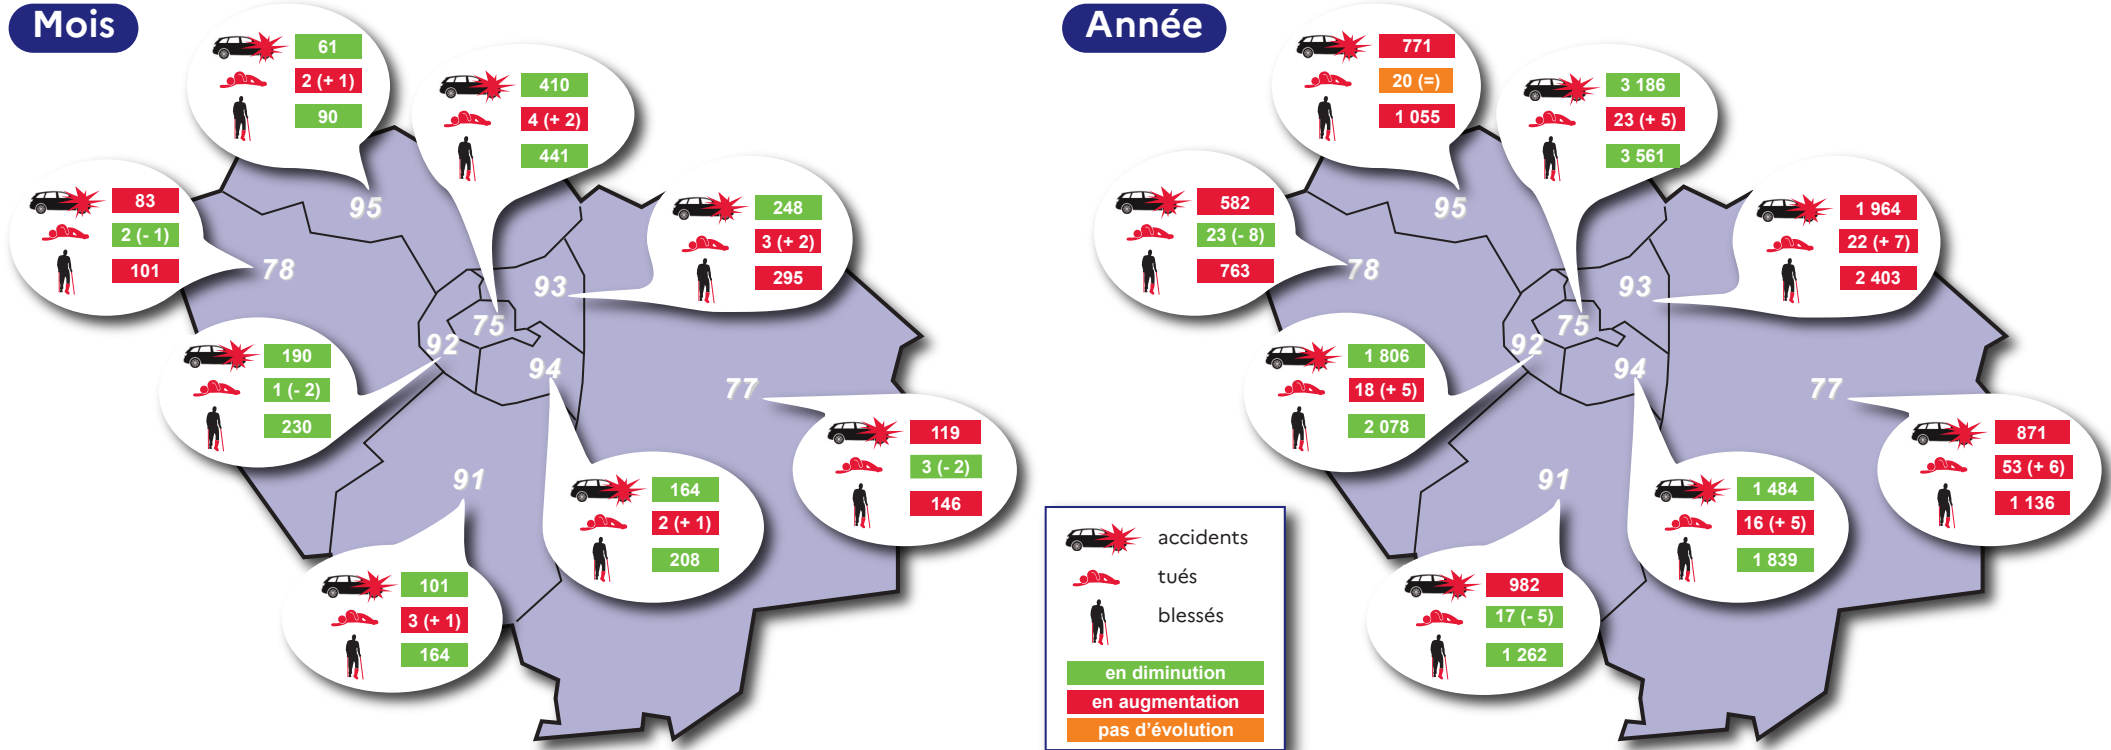 Mois
61
2 (+ 1)
90
410
4 (+ 2)
441
83
2 (- 1)
101
248
3 (+ 2)
295
95
78
93
75
92
94
77
91
190
1 (- 2)
230
119
3 (- 2)
146
164
2 (+ 1)
208
101
3 (+ 1)
164
Année
771
20 (=)
1 055
3 186
23 (+ 5)
3 561
582
23 (- 8)
763
1 964
22 (+ 7)
2 403
95
78
93
75
92
94
77
91
1 806
18 (+ 5)
2 078
871
53 (+ 6)
1 136
1 484
16 (+ 5)
1 839
982
17 (- 5)
1 262
accidents
tués
blessés
en diminution
en augmentation
pas d'évolution